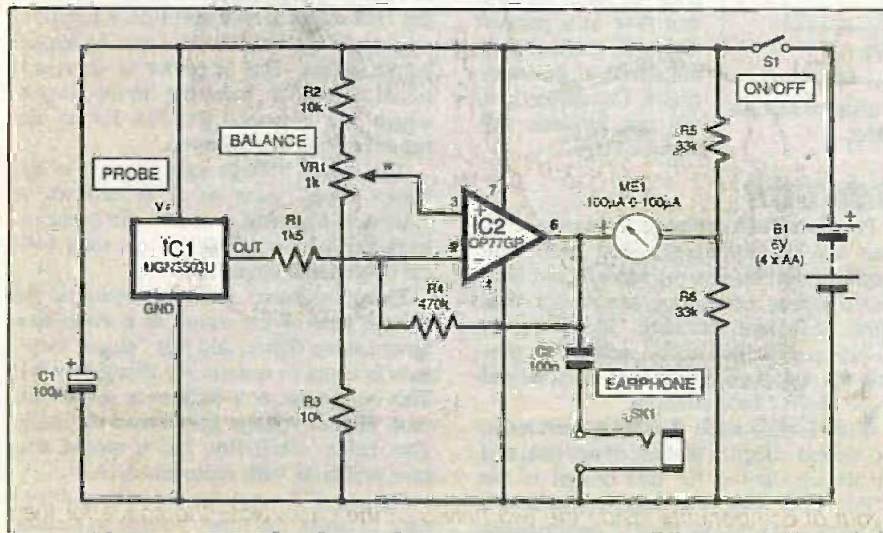 S1
ON/OFF
R2
10k
R5
33k
BALANCE
PROBE
VR1
1k
w
7
3
+
IC2
OP77GP
6
ME1
100µA-0-100µA
+
-
B1
6V
(4 x AA)
+
-
IC1
UGN3503U
OUT
GND
R1
1k5
-
4
R4
470k
R6
33k
C2
100n
EARPHONE
SK1
+
C1
100µ
R3
10k